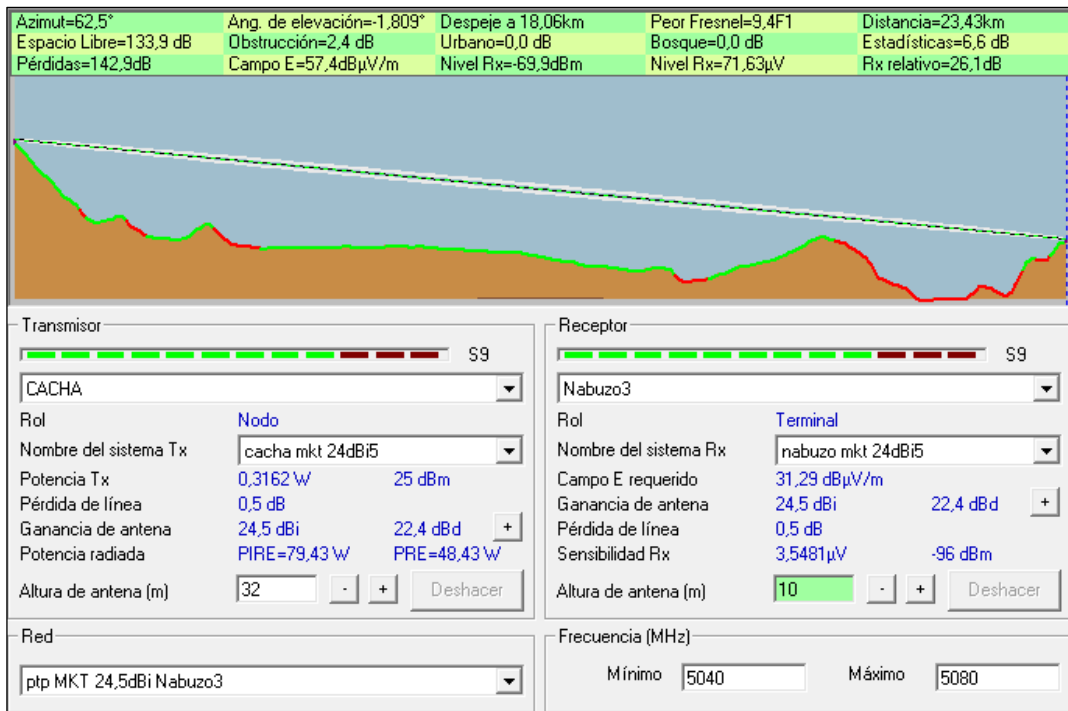 Azimut=62,5° Ang. de elevación=-1,809° Despeje a 18,06km Peor Fresnel=9,4F1 Distancia=23,43km
Espacio Libre=133,9 dB Obstrucción=2,4 dB Urbano=0,0 dB Bosque=0,0 dB Estadísticas=6,6 dB
Pérdidas=142,9dB Campo E=57,4dBµV/m Nivel Rx=-69,9dBm Nivel Rx=71,63µV Rx relativo=26,1dB
Transmisor
S9
CACHA
Rol Nodo
Nombre del sistema Tx cacha mkt 24dBi5
Potencia Tx 0,3162 W 25 dBm
Pérdida de línea 0,5 dB
Ganancia de antena 24,5 dBi 22,4 dBd +
Potencia radiada PIRE=79,43 W PRE=48,43 W
Altura de antena (m) 32 - + Deshacer
Receptor
S9
Nabuzo3
Rol Terminal
Nombre del sistema Rx nabuzo mkt 24dBi5
Campo E requerido 31,29 dBµV/m
Ganancia de antena 24,5 dBi 22,4 dBd +
Pérdida de línea 0,5 dB
Sensibilidad Rx 3,5481µV -96 dBm
Altura de antena (m) 10 - + Deshacer
Red
ptp MKT 24,5dBi Nabuzo3
Frecuencia (MHz)
Mínimo 5040 Máximo 5080